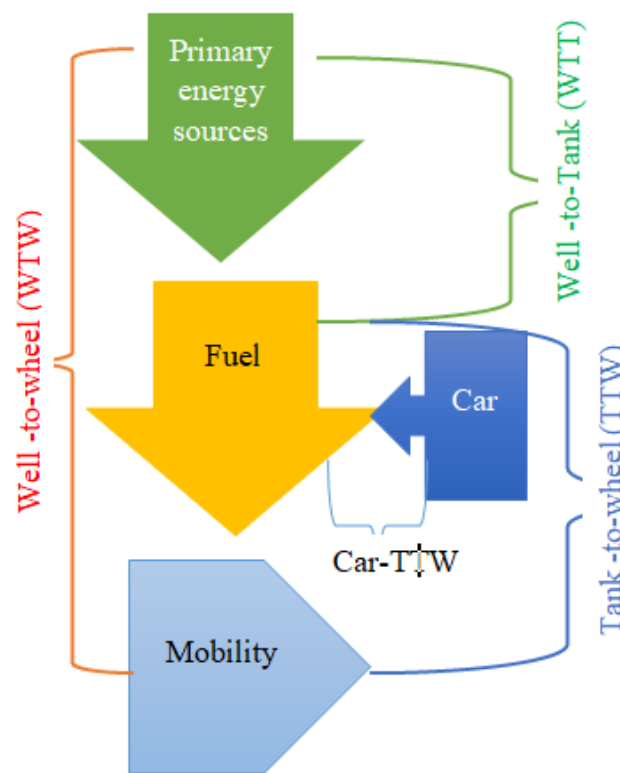 Primary
energy
sources
Well -to-Tank (WTT)
Well -to-wheel (WTW)
Fuel
Car
Tank -to-wheel (TTW)
Car-TTW
Mobility